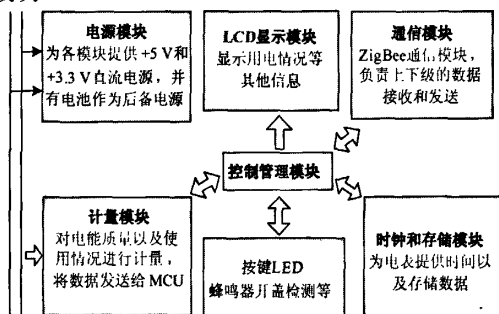 电源模块
为各模块提供 +5 V和
+3.3 V直流电源，并
有电池作为后备电源
LCD显示模块
显示用电情况等
其他信息
通信模块
ZigBee通信模块，
负责上下级的数据
接收和发送
控制管理模块
计量模块
对电能质量以及使
用情况进行计量，
将数据发送给 MCU
按键LED
蜂鸣器开盖检测等
时钟和存储模块
为电表提供时间以
及存储数据